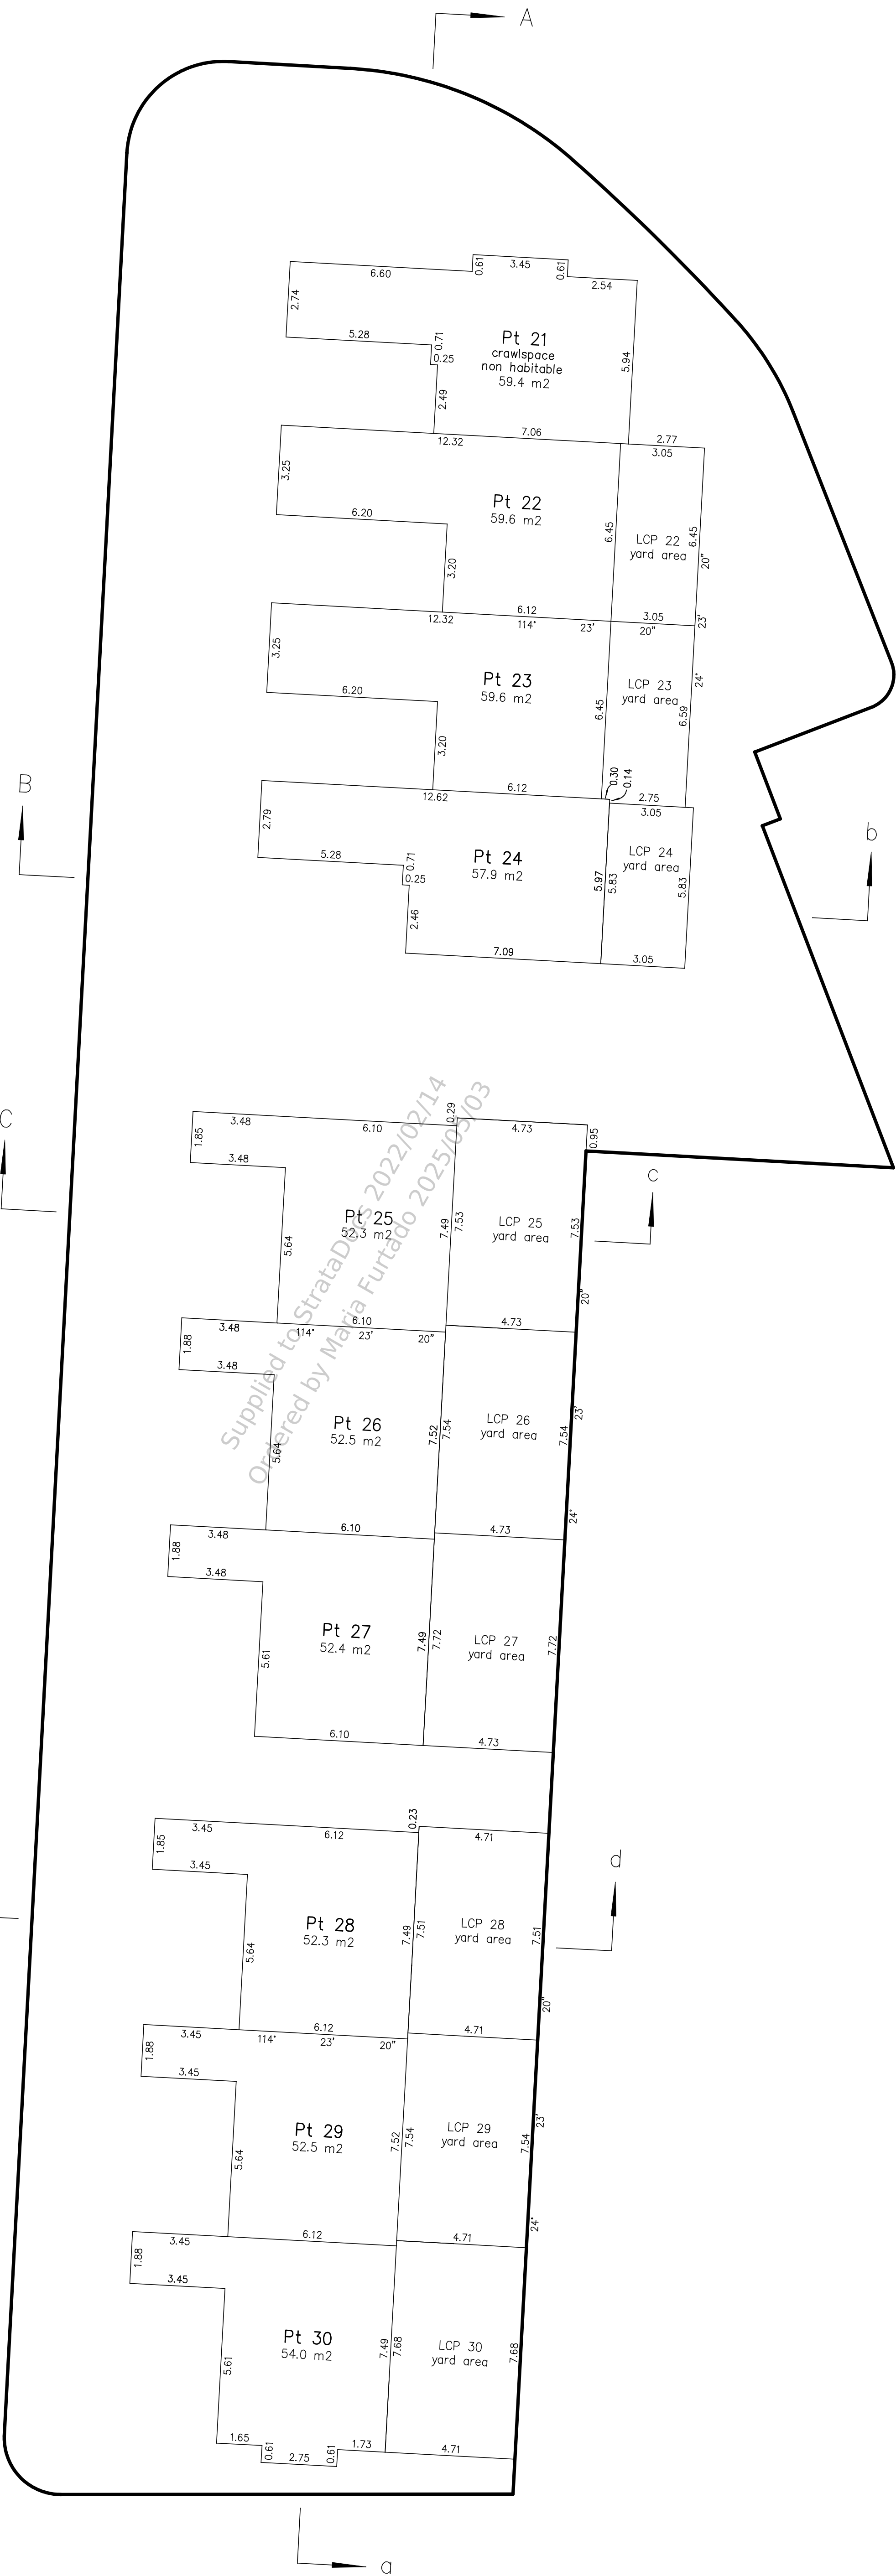 A
6.60
0.61
3.45
0.61
2.54
2.74
5.28
0.71
0.25
2.49
Pt 21
crawlspace
non habitable
59.4 m2
5.94
12.32
7.06
2.77
3.05
3.25
6.20
Pt 22
59.6 m2
6.45
LCP 22
yard area
6.45
20"
3.20
6.12
3.05
12.32
114°
23'
20"
23'
3.25
6.20
Pt 23
59.6 m2
6.45
LCP 23
yard area
24°
6.59
3.20
6.12
0.30
0.14
2.75
12.62
3.05
B
b
2.79
5.28
0.71
0.25
2.46
Pt 24
57.9 m2
5.97
5.83
LCP 24
yard area
5.83
7.09
3.05
C
c
3.48
6.10
0.29
4.73
0.95
1.85
3.48
5.64
Pt 25
52.3 m2
7.49
7.53
LCP 25
yard area
7.53
20"
Supplied to StrataDocs 2022/02/14
Ordered by Maria Furtado 2025/05/03
3.48
6.10
114°
23'
20"
4.73
1.88
3.48
5.64
Pt 26
52.5 m2
7.52
7.54
LCP 26
yard area
7.54
23'
24°
3.48
6.10
4.73
1.88
3.48
5.61
Pt 27
52.4 m2
7.49
7.72
LCP 27
yard area
7.72
6.10
4.73
3.45
6.12
0.23
4.71
1.85
3.45
5.64
Pt 28
52.3 m2
7.49
7.51
LCP 28
yard area
7.51
d
20"
3.45
6.12
114°
23'
20"
4.71
1.88
3.45
5.64
Pt 29
52.5 m2
7.52
7.54
LCP 29
yard area
7.54
23'
24°
3.45
6.12
4.71
1.88
3.45
5.61
Pt 30
54.0 m2
7.49
7.68
LCP 30
yard area
7.68
1.65
0.61
2.75
0.61
1.73
4.71
a